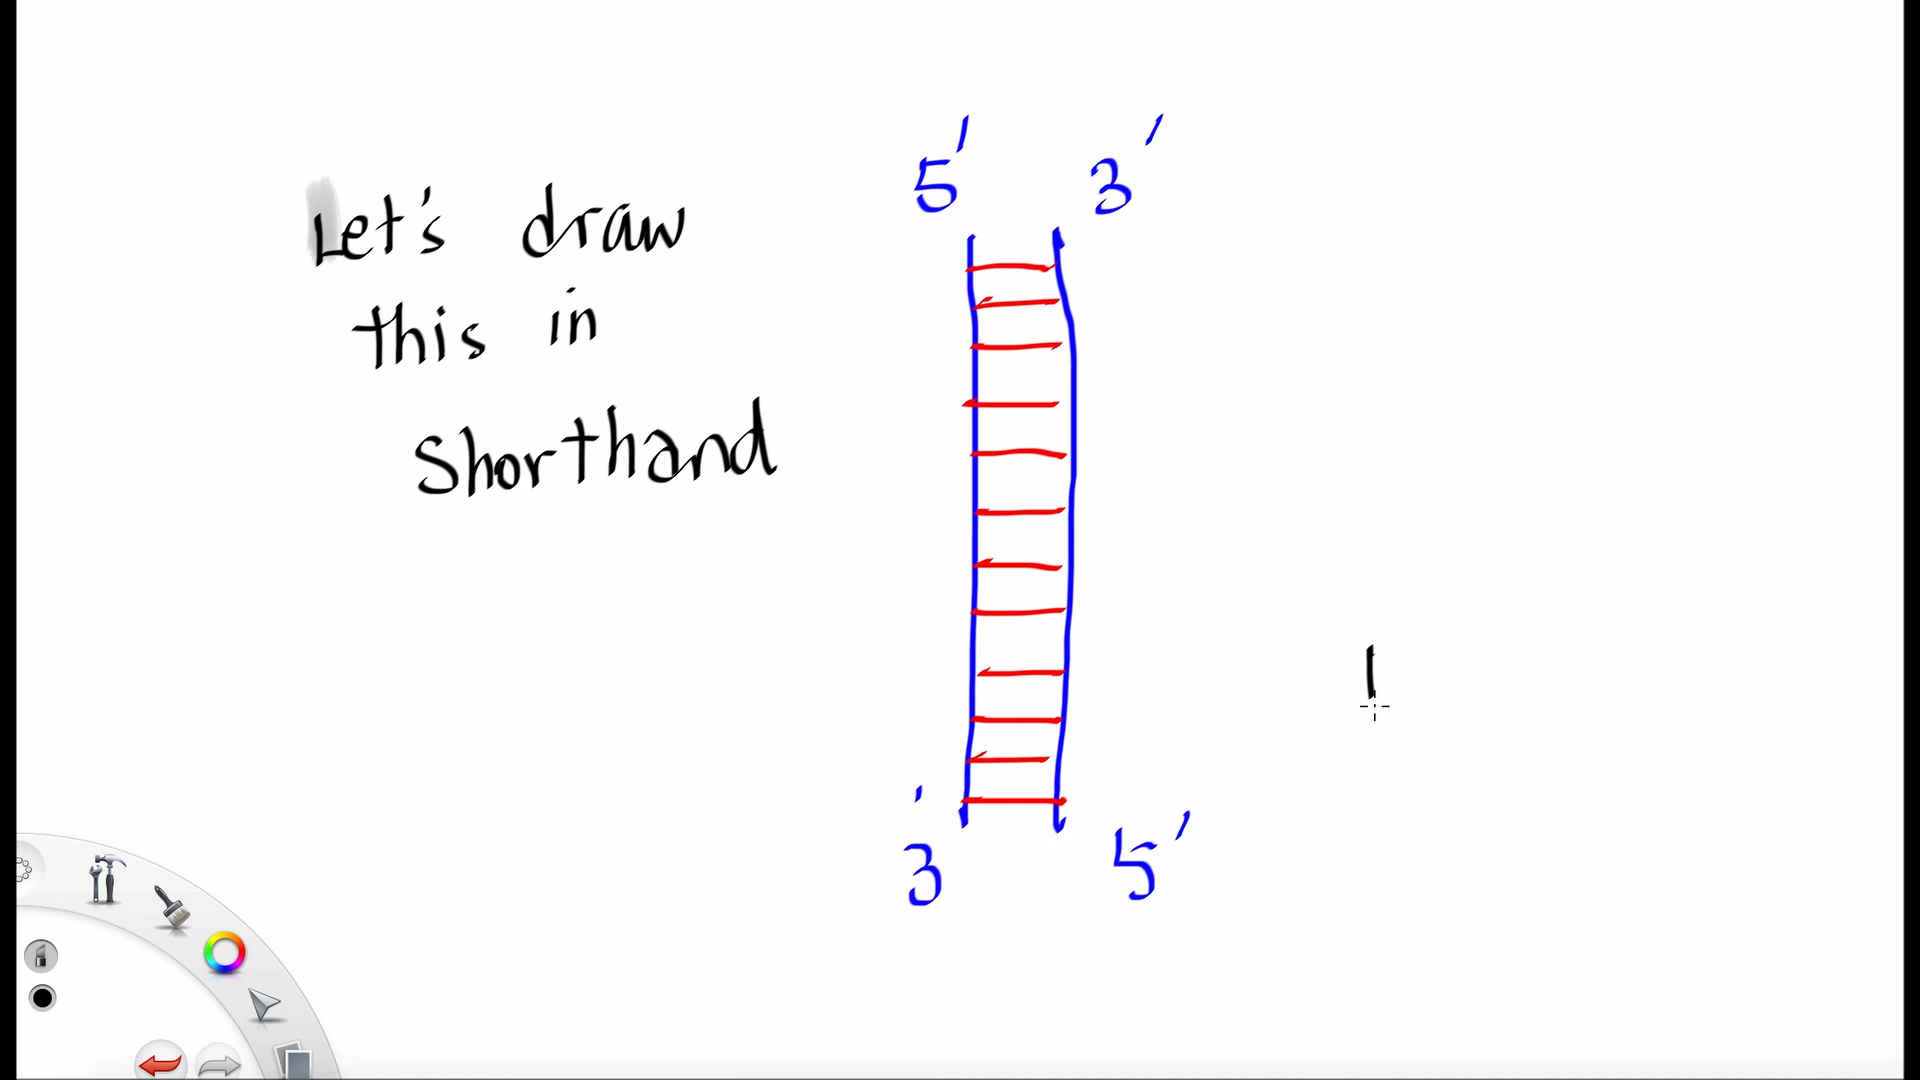 5' 3'
Let's draw
this in
Shorthand
3' 5'